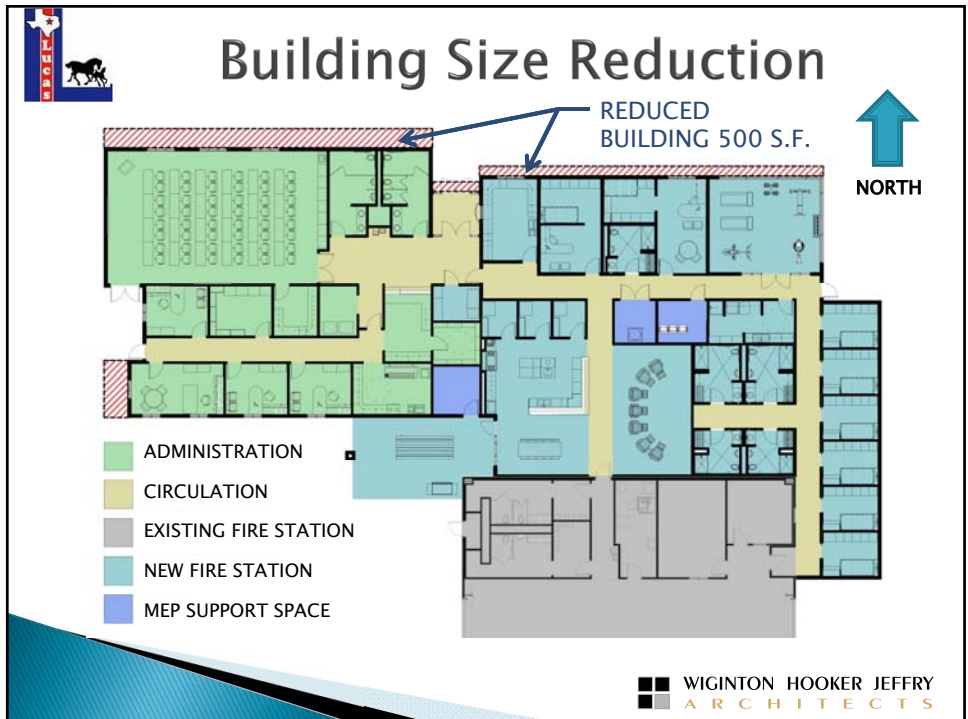 Lucas
Building Size Reduction
REDUCED
BUILDING 500 S.F.
NORTH
ADMINISTRATION
CIRCULATION
EXISTING FIRE STATION
NEW FIRE STATION
MEP SUPPORT SPACE
WIGINTON HOOKER JEFFRY
ARCHITECTS